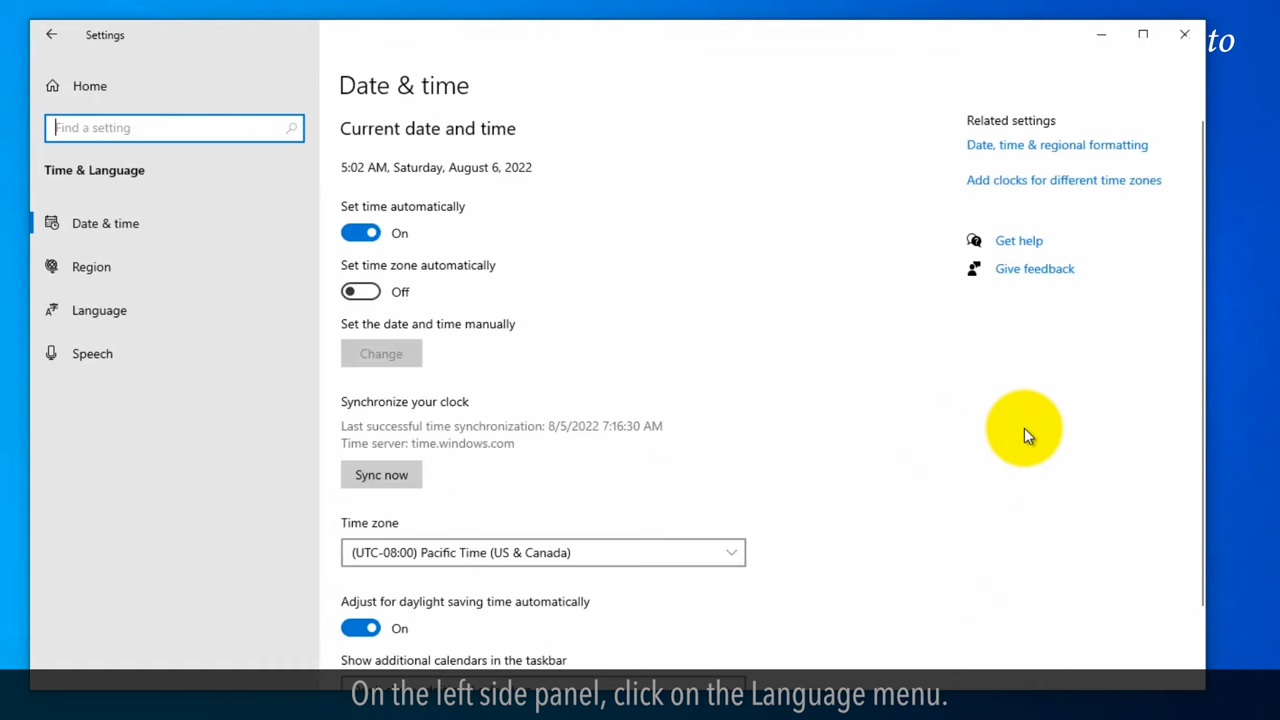 Settings
to
Home
Find a setting
Time & Language
Date & time
Region
Language
Speech
Date & time
Current date and time
5:02 AM, Saturday, August 6, 2022
Set time automatically
On
Set time zone automatically
Off
Set the date and time manually
Change
Synchronize your clock
Last successful time synchronization: 8/5/2022 7:16:30 AM
Time server: time.windows.com
Sync now
Time zone
(UTC-08:00) Pacific Time (US & Canada)
Adjust for daylight saving time automatically
On
Show additional calendars in the taskbar
Related settings
Date, time & regional formatting
Add clocks for different time zones
Get help
Give feedback
On the left side panel, click on the Language menu.